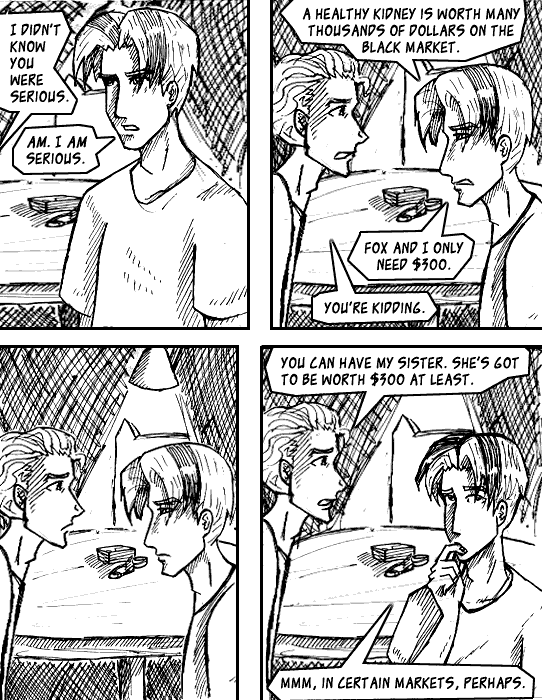 I DIDN'T
KNOW
YOU
WERE
SERIOUS.
AM. I AM
SERIOUS.
A HEALTHY KIDNEY IS WORTH MANY
THOUSANDS OF DOLLARS ON THE
BLACK MARKET.
FOX AND I ONLY
NEED $300.
YOU'RE KIDDING.
YOU CAN HAVE MY SISTER. SHE'S GOT
TO BE WORTH $300 AT LEAST.
MMM, IN CERTAIN MARKETS, PERHAPS.